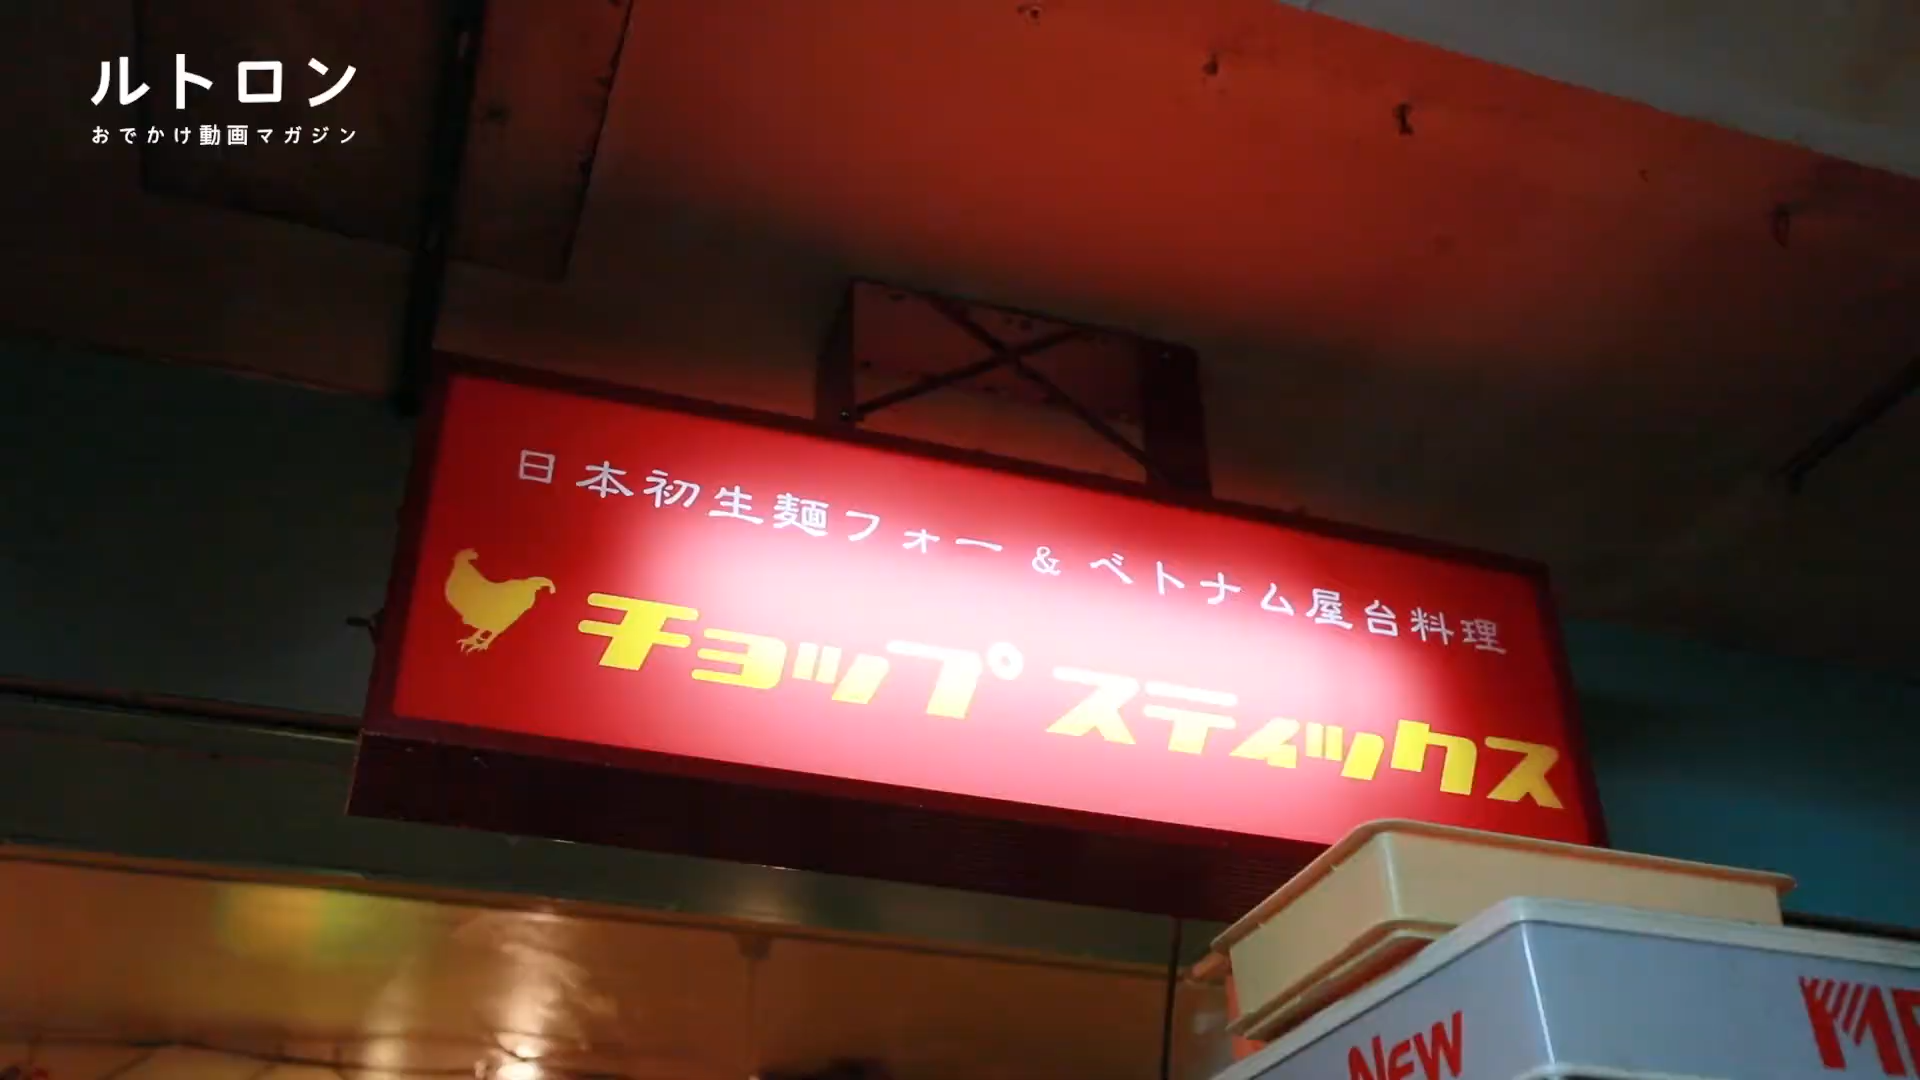 ルトロン
おでかけ動画マガジン
日本初生麺フォー&ベトナム屋台料理
チョップスティックス
NEW